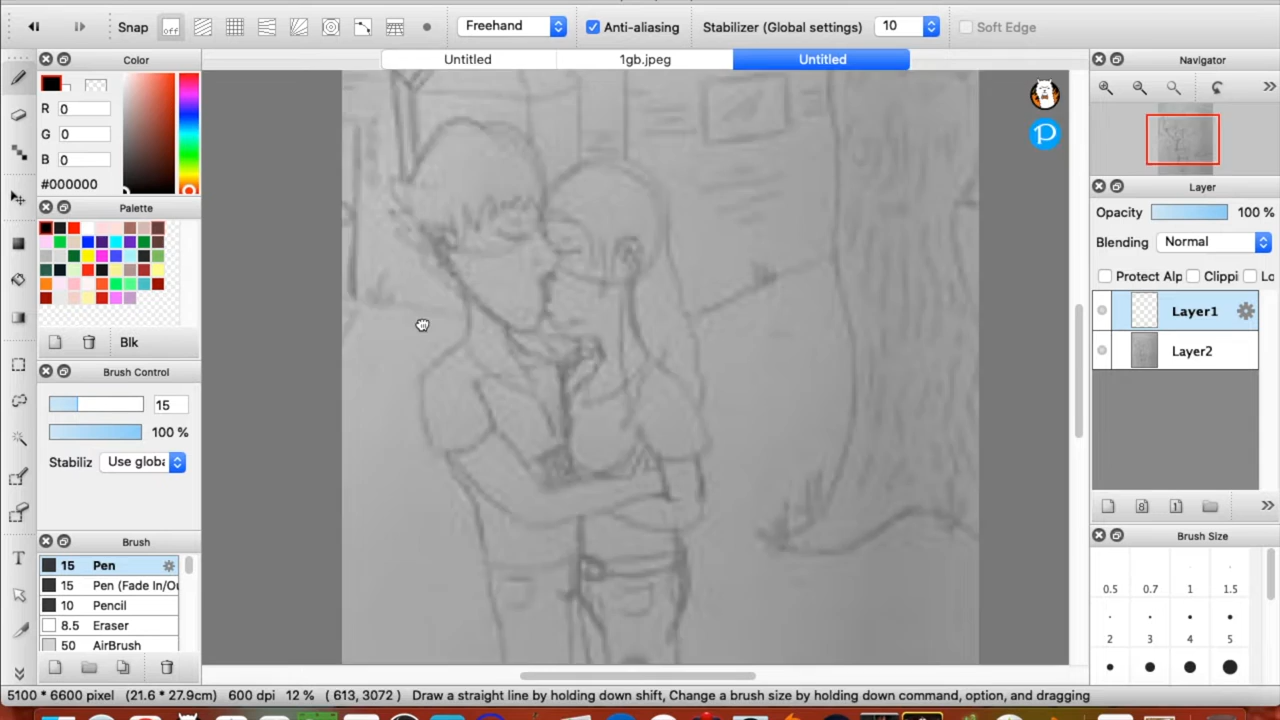 Snap off Freehand Anti-aliasing Stabilizer (Global settings) 10 Soft Edge
Untitled 1gb.jpeg Untitled
Color
R 0
G 0
B 0
#000000
Palette
Blk
Brush Control
15
100 %
Stabiliz Use globa
Brush
15 Pen
15 Pen (Fade In/Ou
10 Pencil
8.5 Eraser
50 AirBrush
T
P
Navigator
Layer
Opacity 100 %
Blending Normal
Protect Alp Clippi Lo
Layer1
Layer2
8 1
Brush Size
0.5 0.7 1 1.5
2 3 4 5
5100 * 6600 pixel (21.6 * 27.9cm) 600 dpi 12 % ( 613, 3072 ) Draw a straight line by holding down shift, Change a brush size by holding down command, option, and dragging